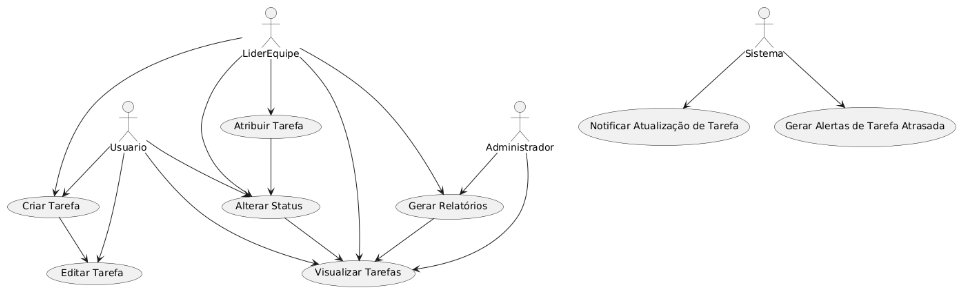 LiderEquipe
Sistema
Atribuir Tarefa
Notificar Atualização de Tarefa
Gerar Alertas de Tarefa Atrasada
Usuario
Administrador
Criar Tarefa
Alterar Status
Gerar Relatórios
Editar Tarefa
Visualizar Tarefas